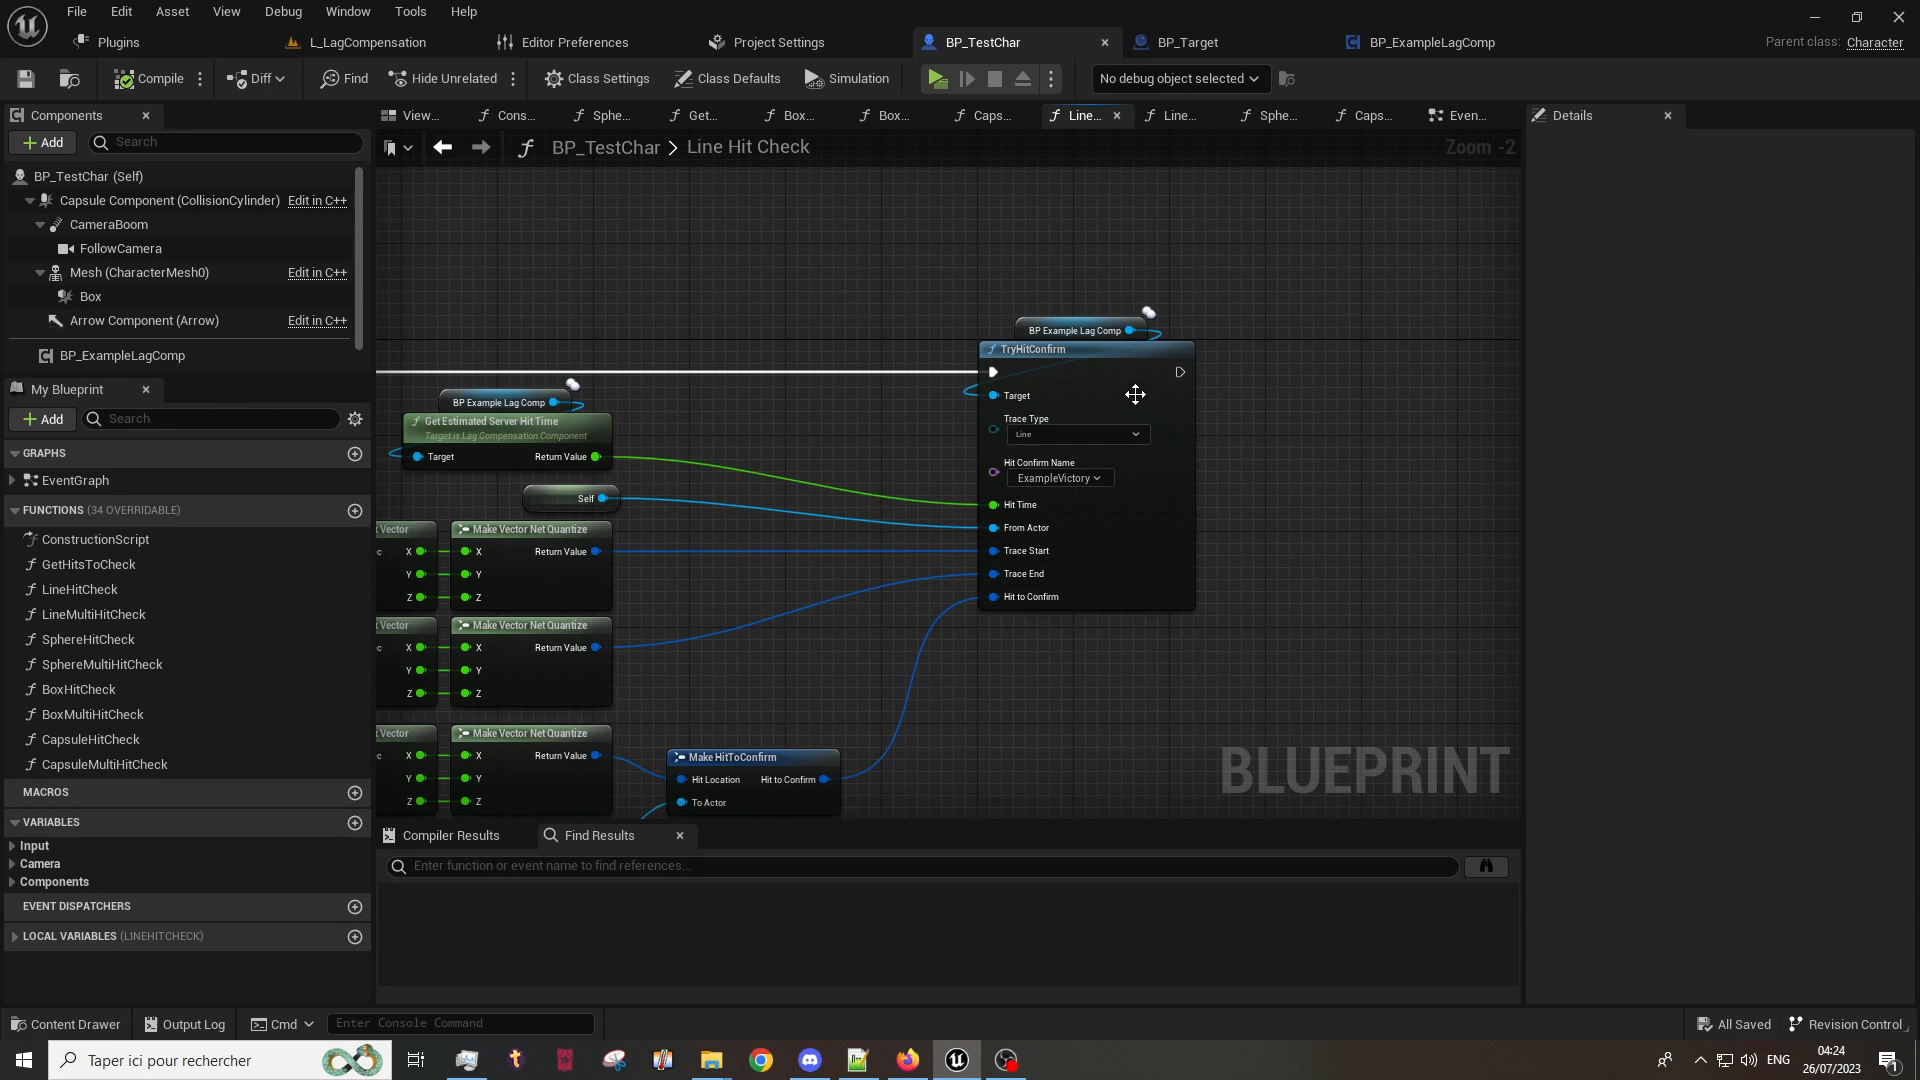 File Edit Asset View Debug Window Tools Help
Plugins L_LagCompensation Editor Preferences Project Settings BP_TestChar BP_Target BP_ExampleLagComp Parent class: Character
Compile Diff Find Hide Unrelated Class Settings Class Defaults Simulation No debug object selected
Components
Add Search
BP_TestChar (Self)
Capsule Component (CollisionCylinder) Edit in C++
CameraBoom
FollowCamera
Mesh (CharacterMesh0) Edit in C++
Box
Arrow Component (Arrow) Edit in C++
BP_ExampleLagComp
My Blueprint
Add Search
GRAPHS
EventGraph
FUNCTIONS (34 OVERRIDABLE)
ConstructionScript
GetHitsToCheck
LineHitCheck
LineMultiHitCheck
SphereHitCheck
SphereMultiHitCheck
BoxHitCheck
BoxMultiHitCheck
CapsuleHitCheck
CapsuleMultiHitCheck
MACROS
VARIABLES
Input
Camera
Components
EVENT DISPATCHERS
LOCAL VARIABLES (LINEHITCHECK)
View... Cons... Sphe... Get... Box... Box... Caps... Line... Line... Sphe... Caps... Even...
BP_TestChar > Line Hit Check Zoom -2
BP Example Lag Comp
TryHitConfirm
Target
Trace Type
Line
Hit Confirm Name
ExampleVictory
Hit Time
From Actor
Trace Start
Trace End
Hit to Confirm
BP Example Lag Comp
Get Estimated Server Hit Time
Target is Lag Compensation Component
Target Return Value
Self
Vector Make Vector Net Quantize
X X Return Value
Y Y
Z Z
Vector Make Vector Net Quantize
X X Return Value
Y Y
Z Z
Vector Make Vector Net Quantize
X X Return Value
Y Y
Z Z
Make HitToConfirm
Hit Location Hit to Confirm
To Actor
BLUEPRINT
Compiler Results Find Results
Enter function or event name to find references...
Details
Content Drawer Output Log Cmd Enter Console Command All Saved Revision Control
Taper ici pour rechercher ENG 04:24
26/07/2023 1